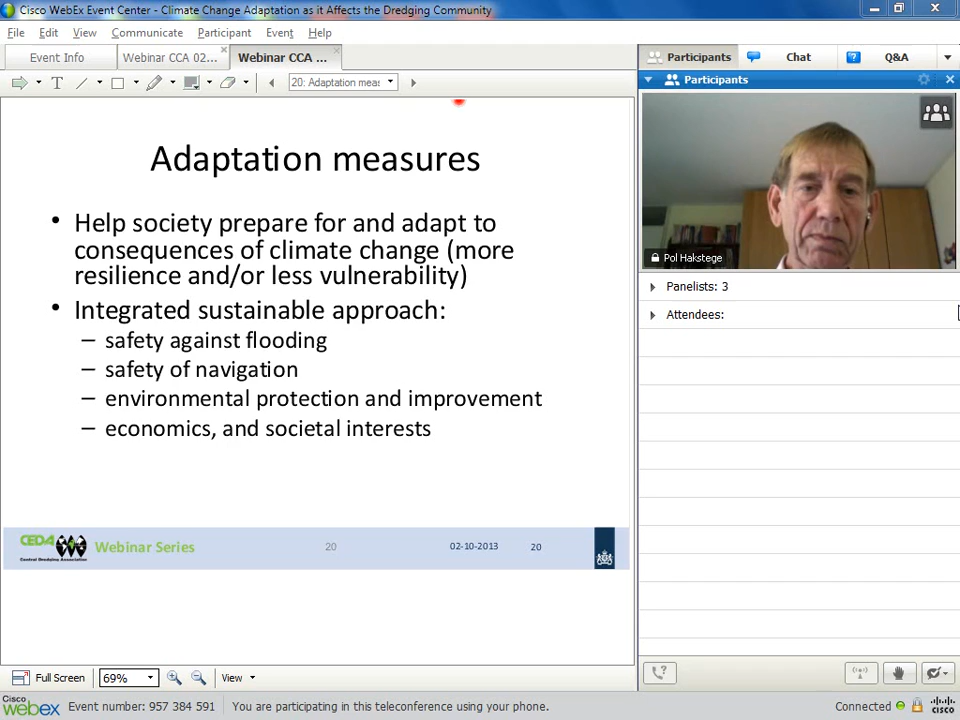 Cisco WebEx Event Center - Climate Change Adaptation as it Affects the Dredging Community
File Edit View Communicate Participant Event Help
Event Info Webinar CCA 02... Webinar CCA ...
Participants Chat Q&A
20: Adaptation meas
Participants
Adaptation measures
• Help society prepare for and adapt to
consequences of climate change (more
resilience and/or less vulnerability)
• Integrated sustainable approach:
– safety against flooding
– safety of navigation
– environmental protection and improvement
– economics, and societal interests
Pol Hakstege
Panelists: 3
Attendees:
CEDA
Central Dredging Association
Webinar Series 20 02-10-2013 20
Full Screen 69% View
Cisco webex Event number: 957 384 591 You are participating in this teleconference using your phone. Connected cisco